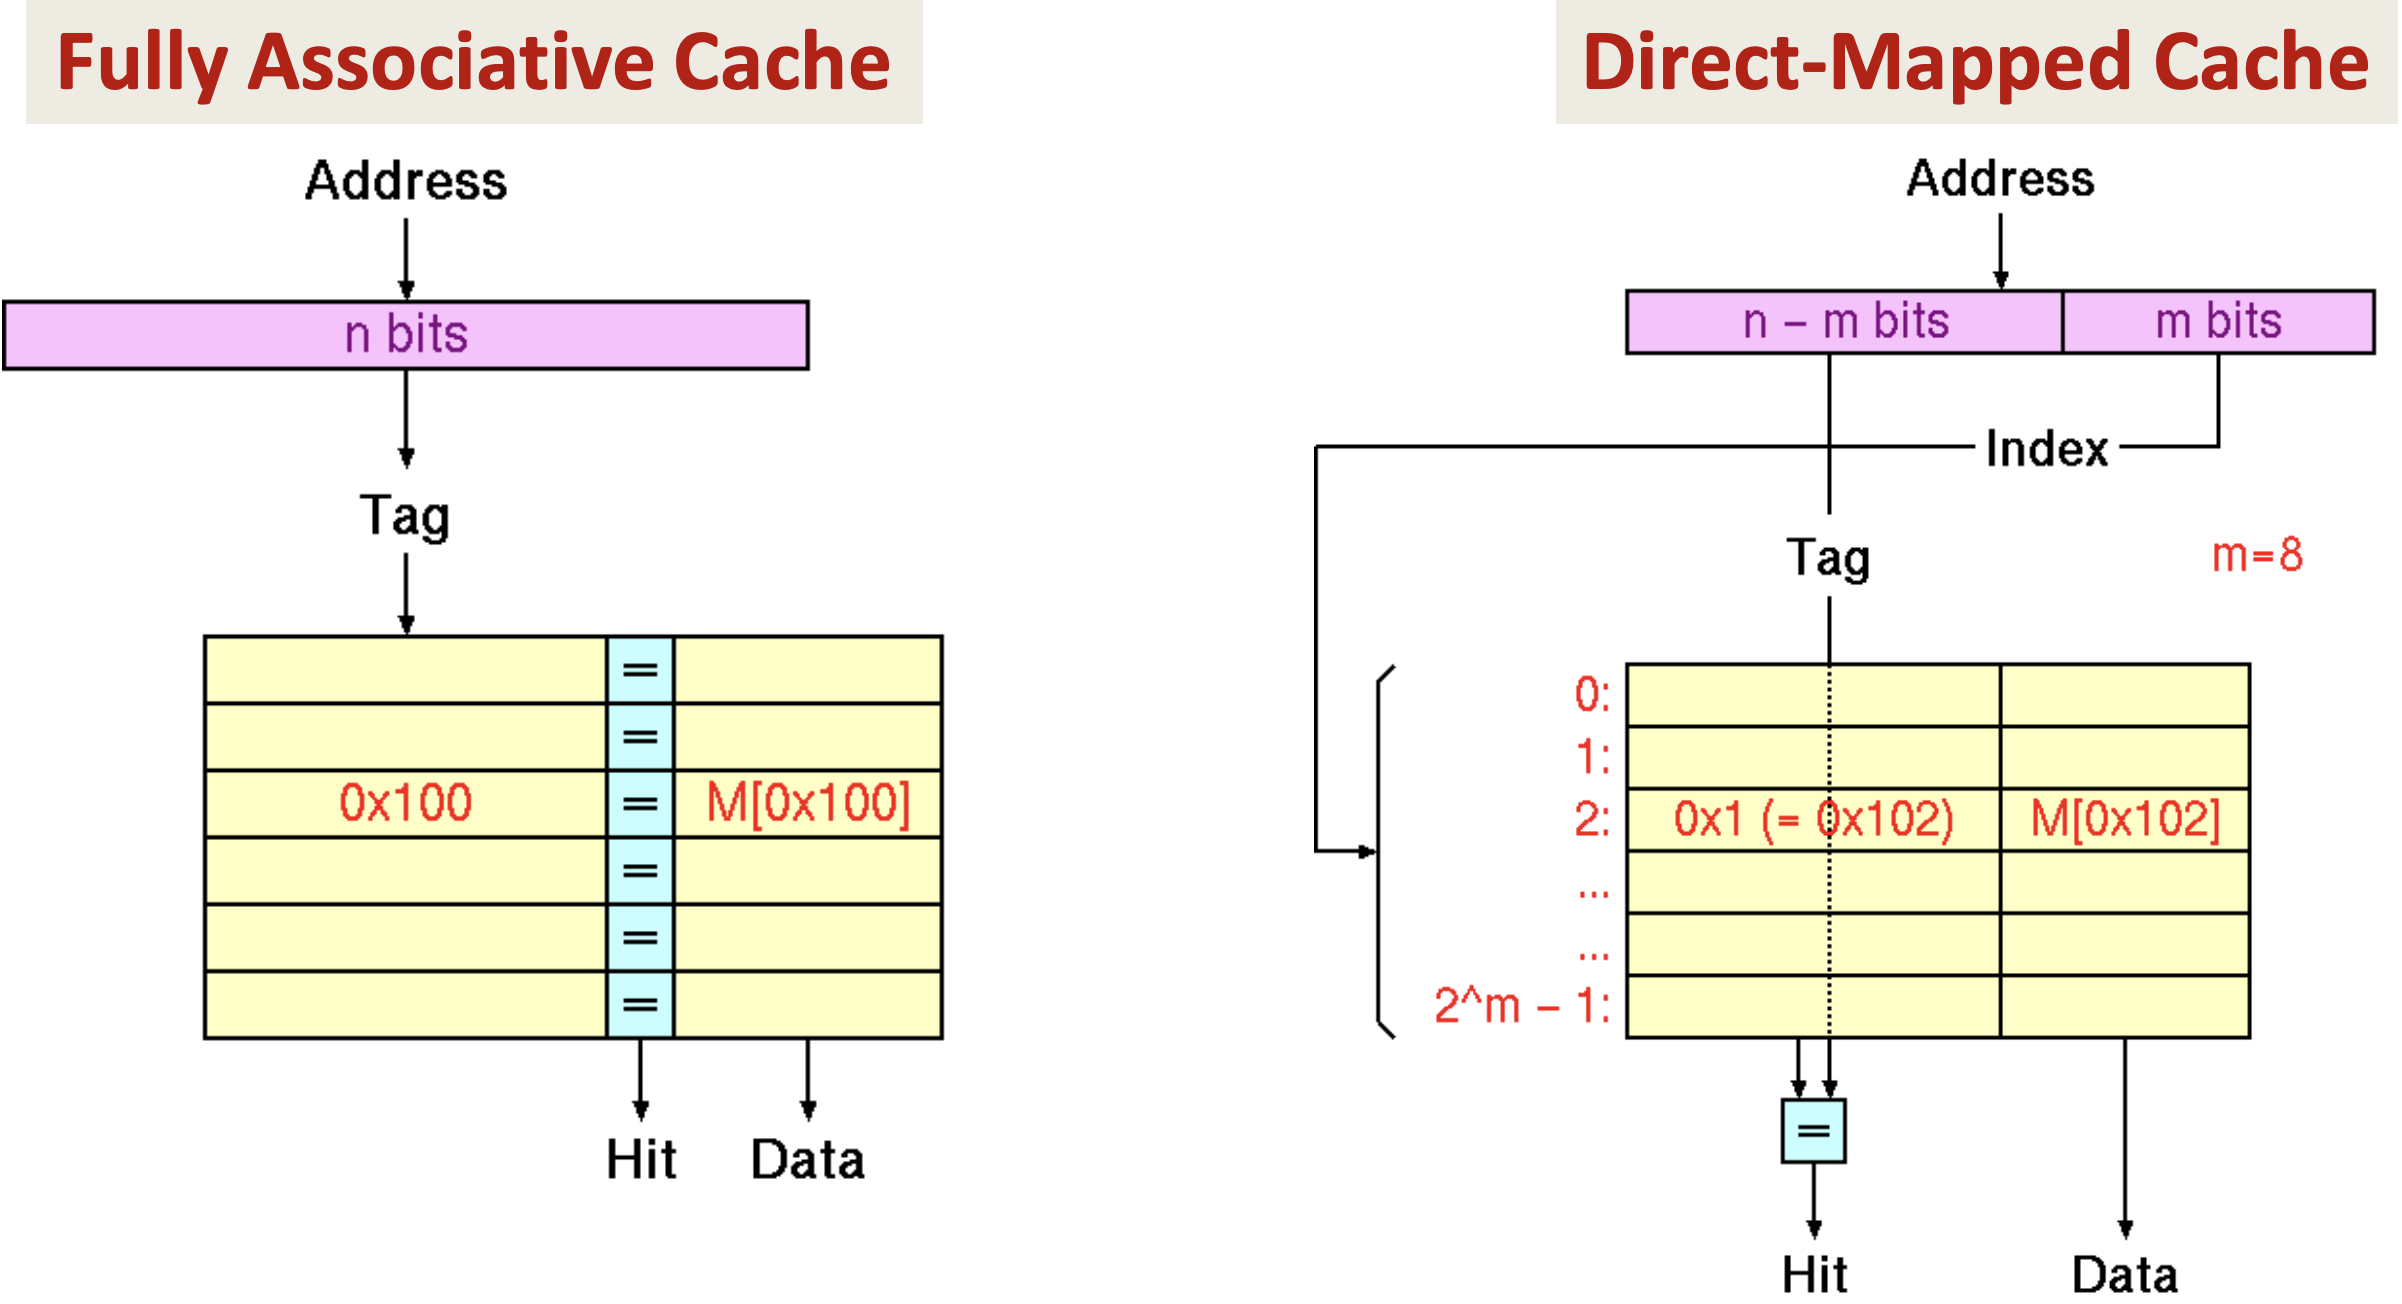 Fully Associative Cache
Address
n bits
Tag
=
=
0x100 = M[0x100]
=
=
=
Hit Data
Direct-Mapped Cache
Address
n – m bits m bits
Index
Tag
m=8
0:
1:
2: 0x1 (= 0x102) M[0x102]
...
...
2^m – 1:
=
Hit Data